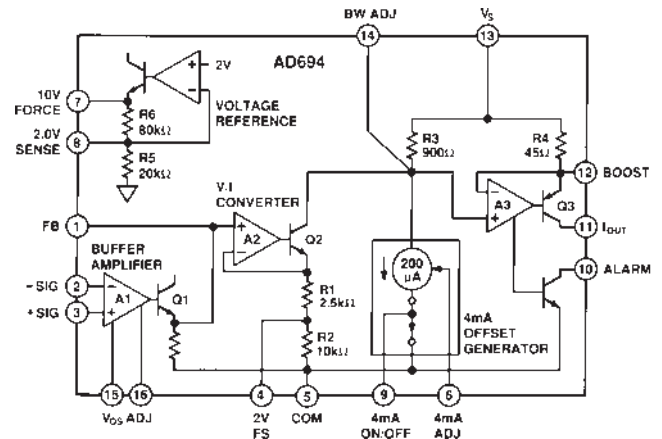 BW ADJ
VS
14
13
AD694
2V
10V
FORCE
7
R6
80kΩ
VOLTAGE
REFERENCE
2.0V
SENSE
8
R5
20kΩ
R3
900Ω
R4
45Ω
12
BOOST
V-I
CONVERTER
A3
Q3
FB
1
A2
Q2
11
IOUT
BUFFER
AMPLIFIER
200
µA
10
ALARM
-SIG
2
A1
Q1
R1
2.5kΩ
+SIG
3
4mA
OFFSET
GENERATOR
R2
10kΩ
15
16
4
5
9
6
VOS ADJ
2V
FS
COM
4mA
ON/OFF
4mA
ADJ